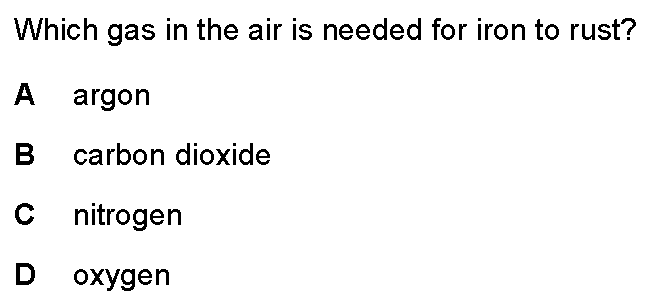 Which gas in the air is needed for iron to rust?
A argon
B carbon dioxide
C nitrogen
D oxygen